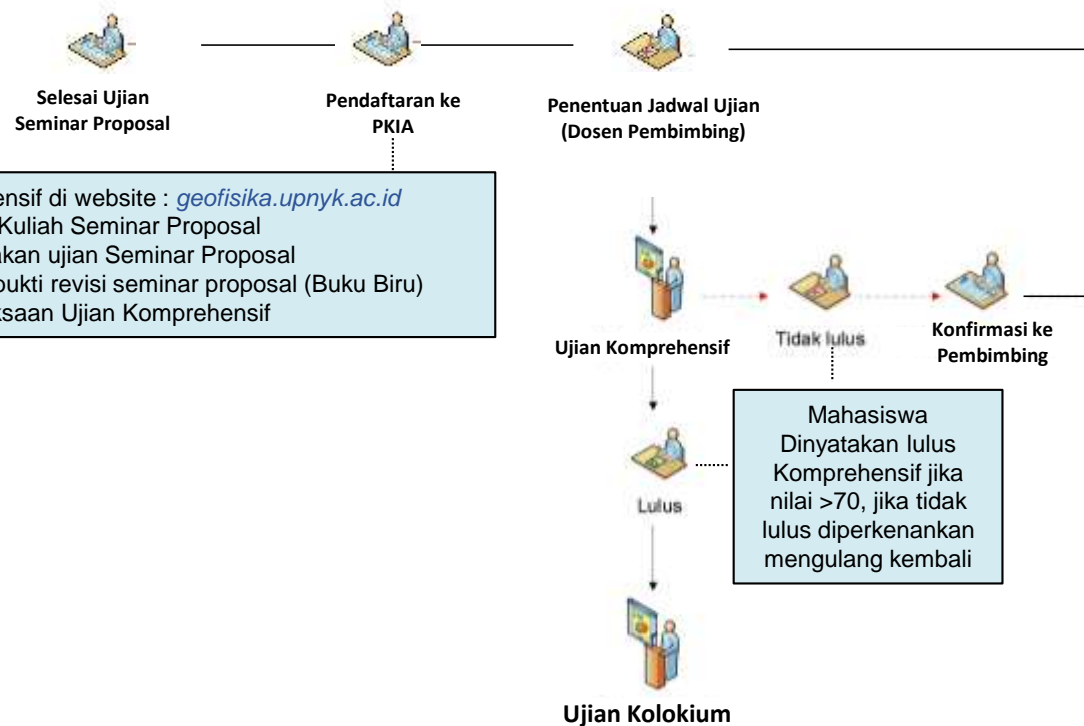 Selesai Ujian
Seminar Proposal
Pendaftaran ke
PKIA
Penentuan Jadwal Ujian
(Dosen Pembimbing)
ensif di website : geofisika.upnyk.ac.id
Kuliah Seminar Proposal
akan ujian Seminar Proposal
bukti revisi seminar proposal (Buku Biru)
ksaan Ujian Komprehensif
Ujian Komprehensif
Tidak lulus
Konfirmasi ke
Pembimbing
Mahasiswa
Dinyatakan lulus
Komprehensif jika
nilai >70, jika tidak
lulus diperkenankan
mengulang kembali
Lulus
Ujian Kolokium